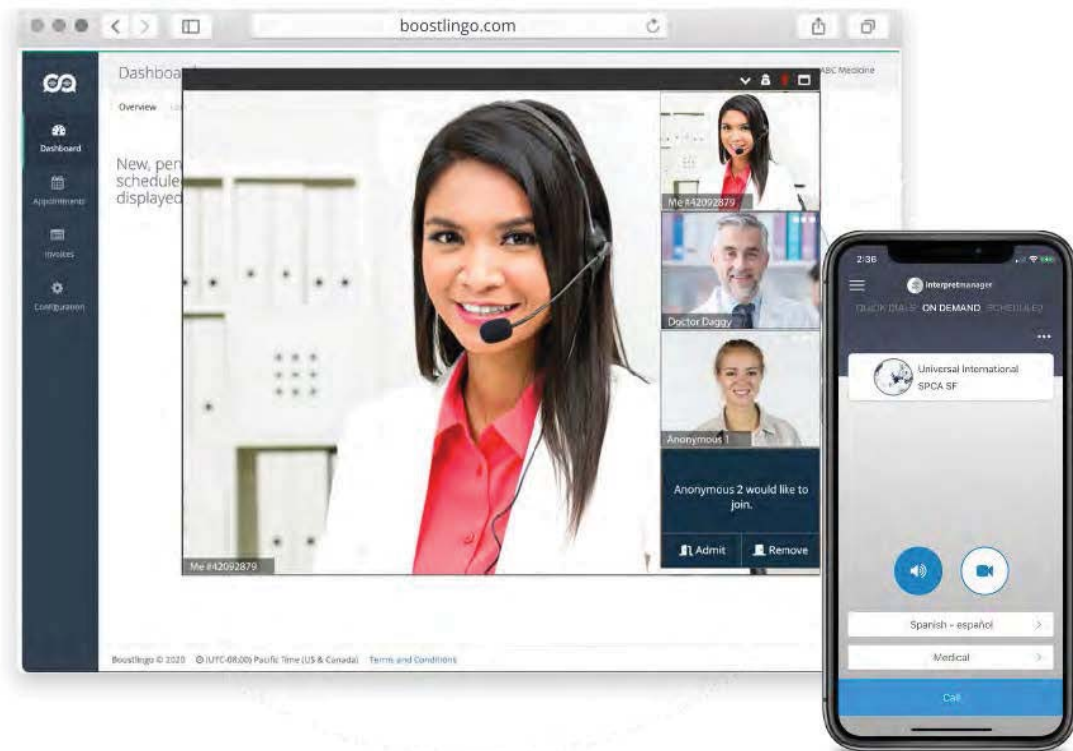 boostlingo.com
Dashboa
ABC Medicine
Overview
Dashboard
New, pen
schedule
displayed
Appointments
Invoices
Configuration
Me #42092879
Doctor Daggy
Anonymous 1
Anonymous 2 would like to
join.
Admit
Remove
Me #42092879
Boostlingo © 2020
(UTC-08:00) Pacific Time (US & Canada)
Terms and Conditions
2:36
interpretmanager
QUICK DIALS ON DEMAND SCHEDULED
Universal International
SPCA SF
Spanish - español
Medical
Call